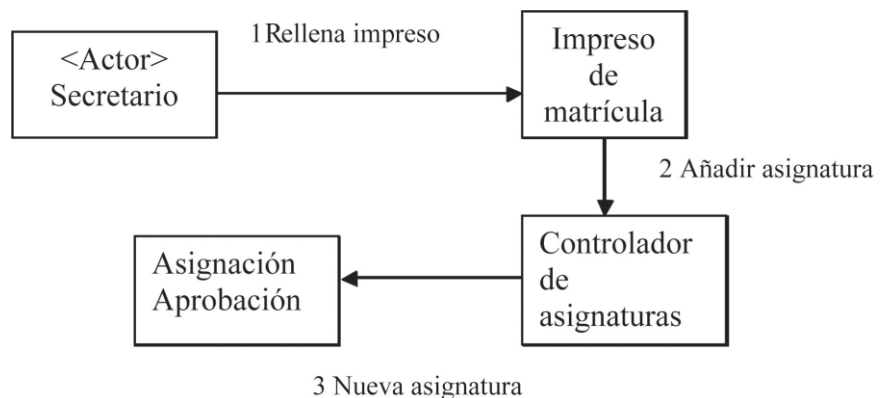 1Rellena impreso
<Actor>
Secretario
Impreso
de
matrícula
2 Añadir asignatura
Controlador
de
asignaturas
Asignación
Aprobación
3 Nueva asignatura